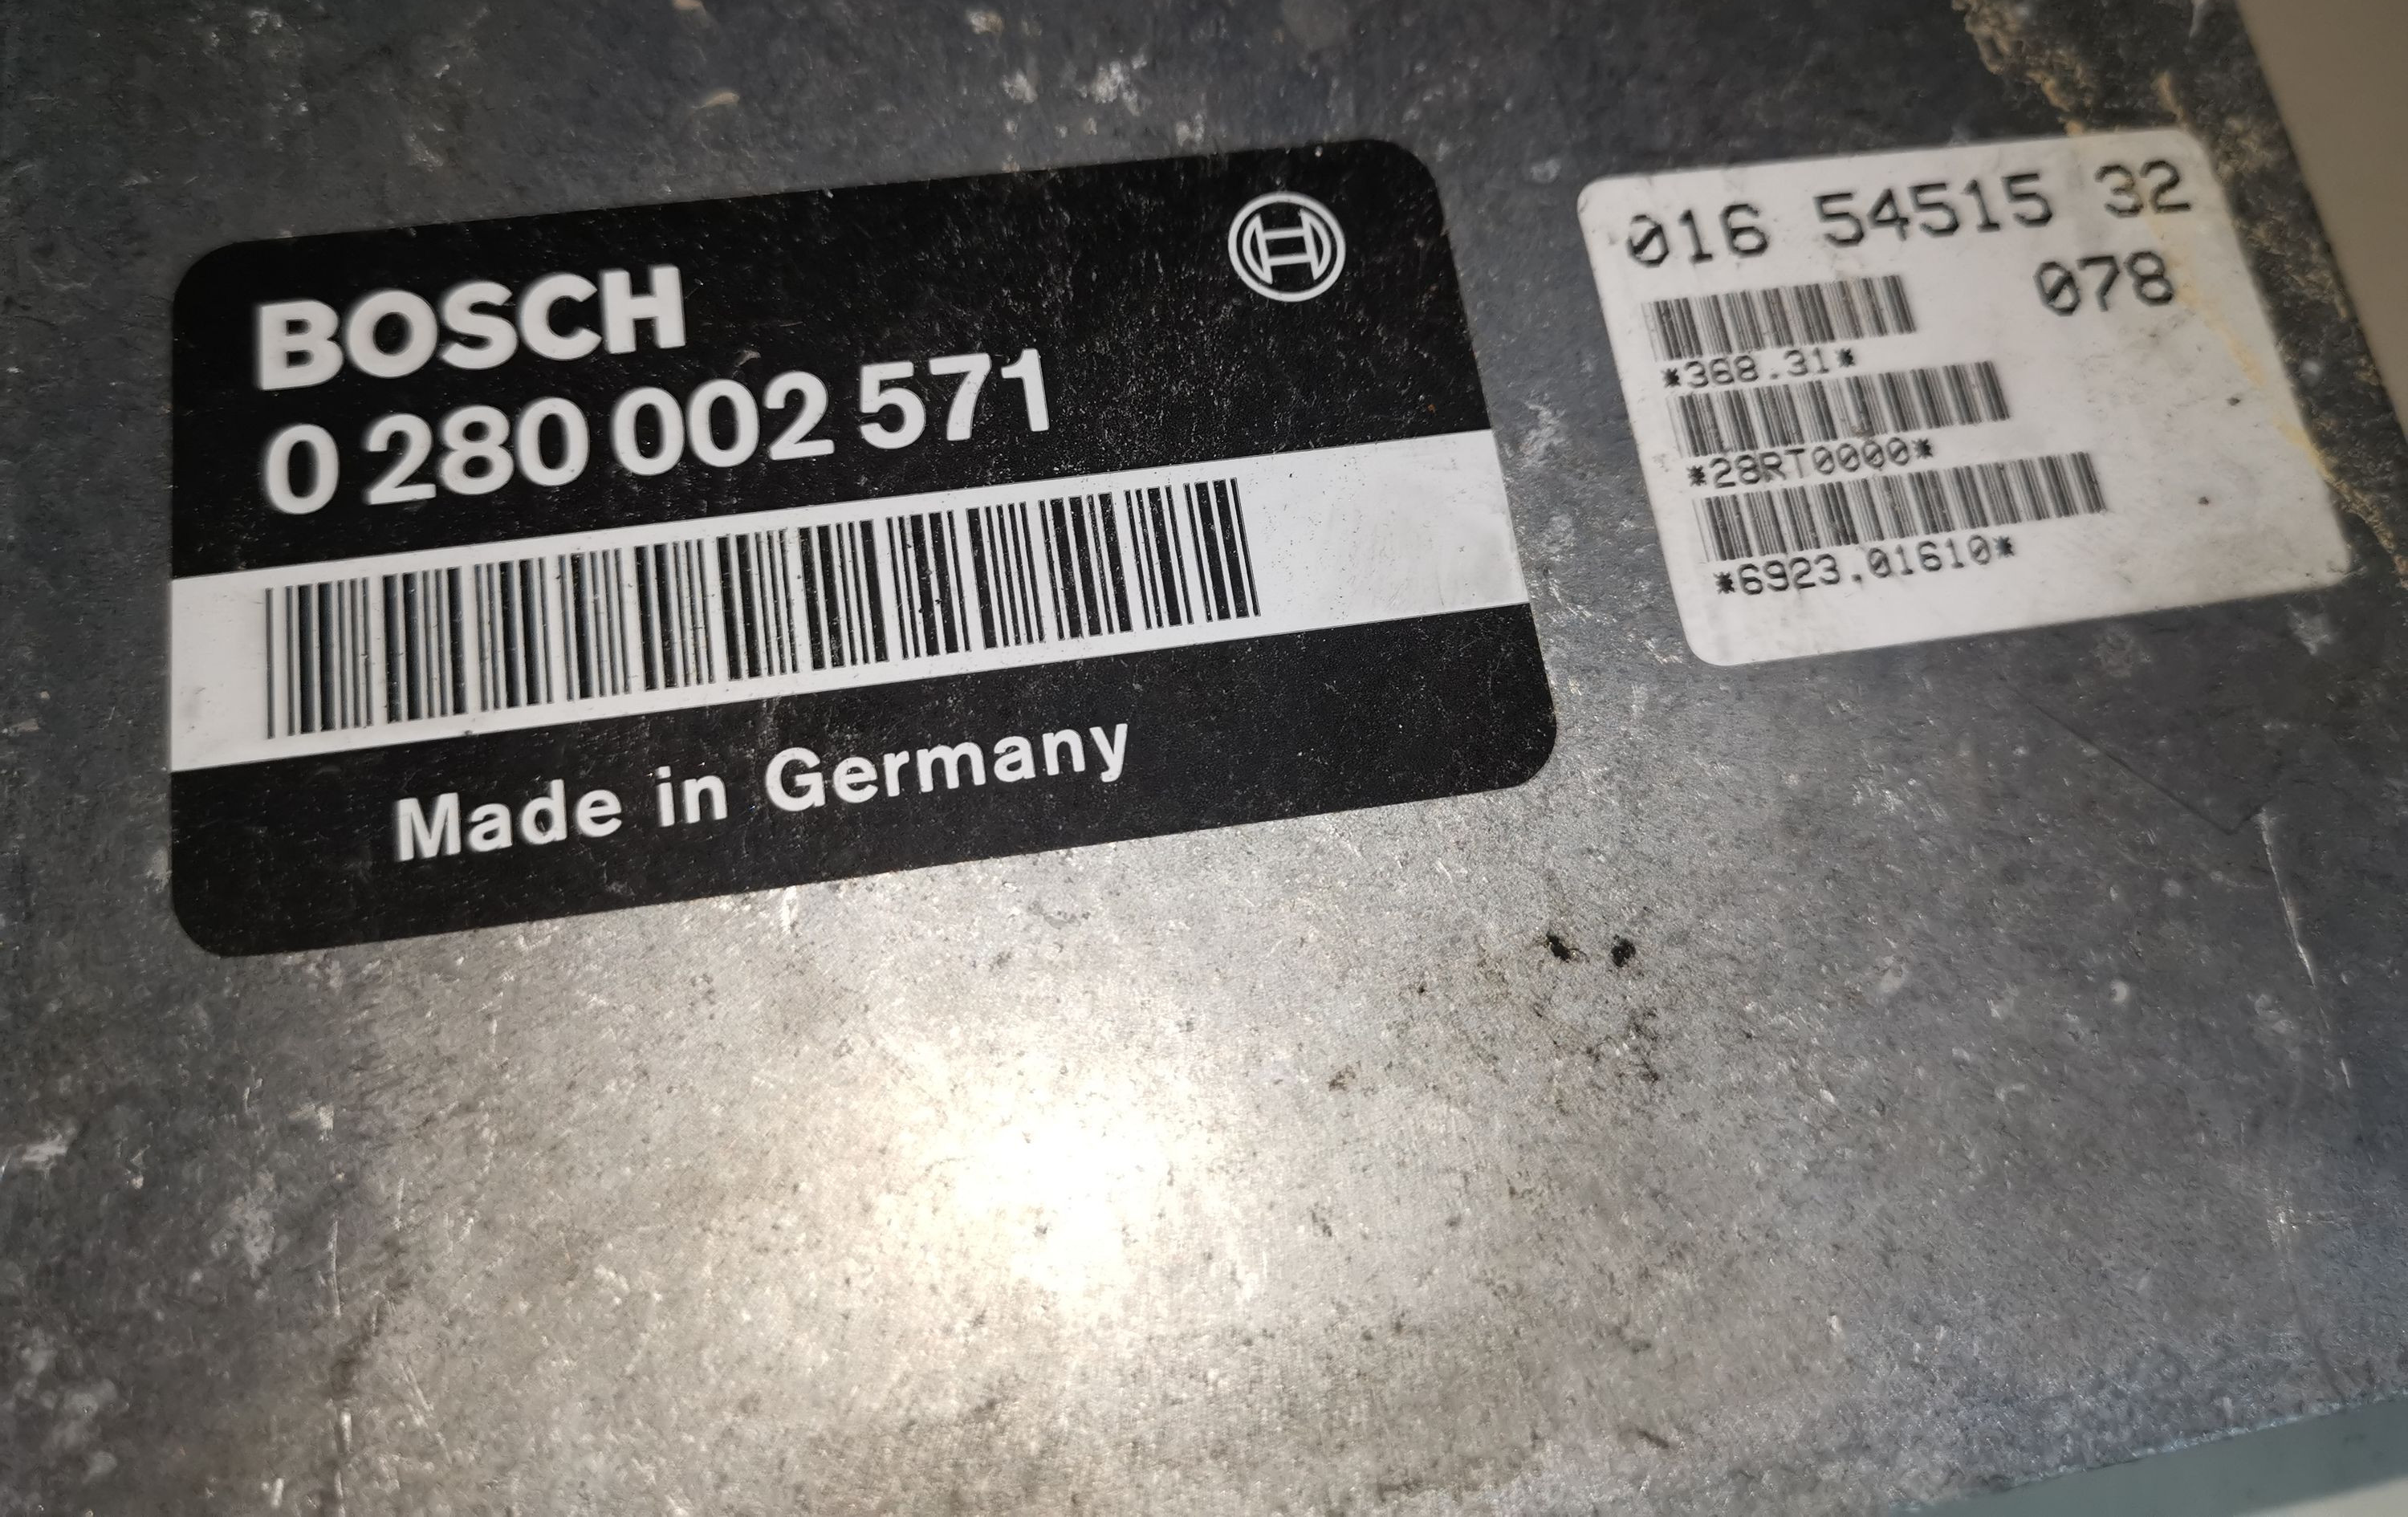 BOSCH
0 280 002 571
Made in Germany
016 54515 32
078
*368.31*
*28RT0000*
*6923.01610*